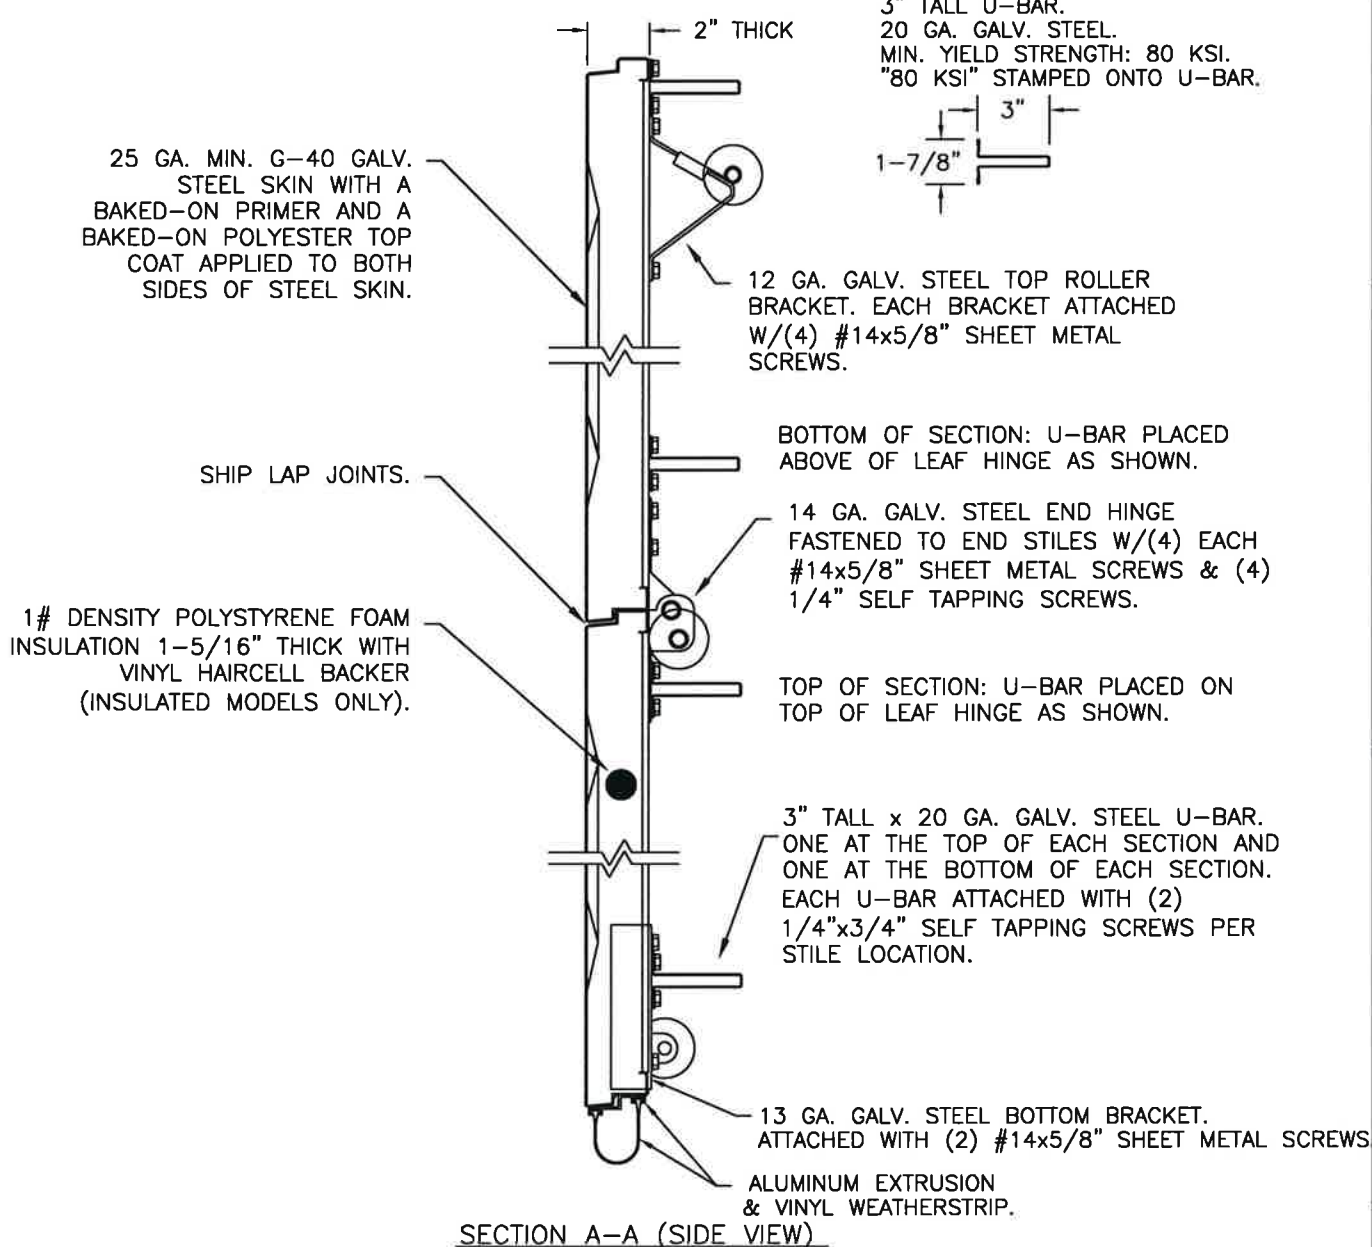 3" TALL U-BAR.
20 GA. GALV. STEEL.
MIN. YIELD STRENGTH: 80 KSI.
"80 KSI" STAMPED ONTO U-BAR.
2" THICK
3"
1-7/8"
25 GA. MIN. G-40 GALV.
STEEL SKIN WITH A
BAKED-ON PRIMER AND A
BAKED-ON POLYESTER TOP
COAT APPLIED TO BOTH
SIDES OF STEEL SKIN.
12 GA. GALV. STEEL TOP ROLLER
BRACKET. EACH BRACKET ATTACHED
W/(4) #14x5/8" SHEET METAL
SCREWS.
BOTTOM OF SECTION: U-BAR PLACED
ABOVE OF LEAF HINGE AS SHOWN.
SHIP LAP JOINTS.
14 GA. GALV. STEEL END HINGE
FASTENED TO END STILES W/(4) EACH
#14x5/8" SHEET METAL SCREWS & (4)
1/4" SELF TAPPING SCREWS.
1# DENSITY POLYSTYRENE FOAM
INSULATION 1-5/16" THICK WITH
VINYL HAIRCELL BACKER
(INSULATED MODELS ONLY).
TOP OF SECTION: U-BAR PLACED ON
TOP OF LEAF HINGE AS SHOWN.
3" TALL x 20 GA. GALV. STEEL U-BAR.
ONE AT THE TOP OF EACH SECTION AND
ONE AT THE BOTTOM OF EACH SECTION.
EACH U-BAR ATTACHED WITH (2)
1/4"x3/4" SELF TAPPING SCREWS PER
STILE LOCATION.
13 GA. GALV. STEEL BOTTOM BRACKET.
ATTACHED WITH (2) #14x5/8" SHEET METAL SCREWS
ALUMINUM EXTRUSION
& VINYL WEATHERSTRIP.
SECTION A-A (SIDE VIEW)